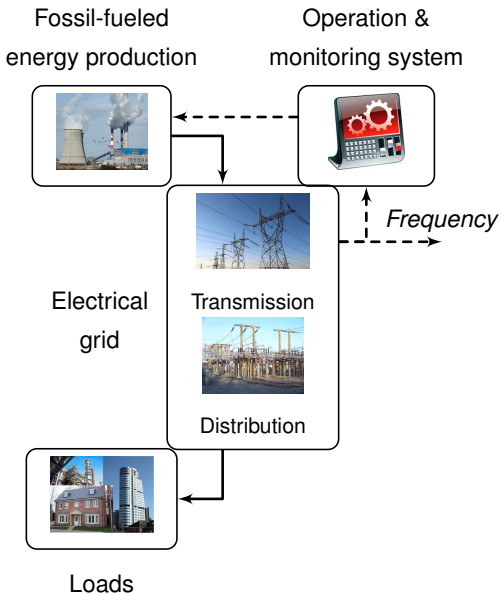 Fossil-fueled
energy production
Operation &
monitoring system
Frequency
Electrical
grid
Transmission
Distribution
Loads